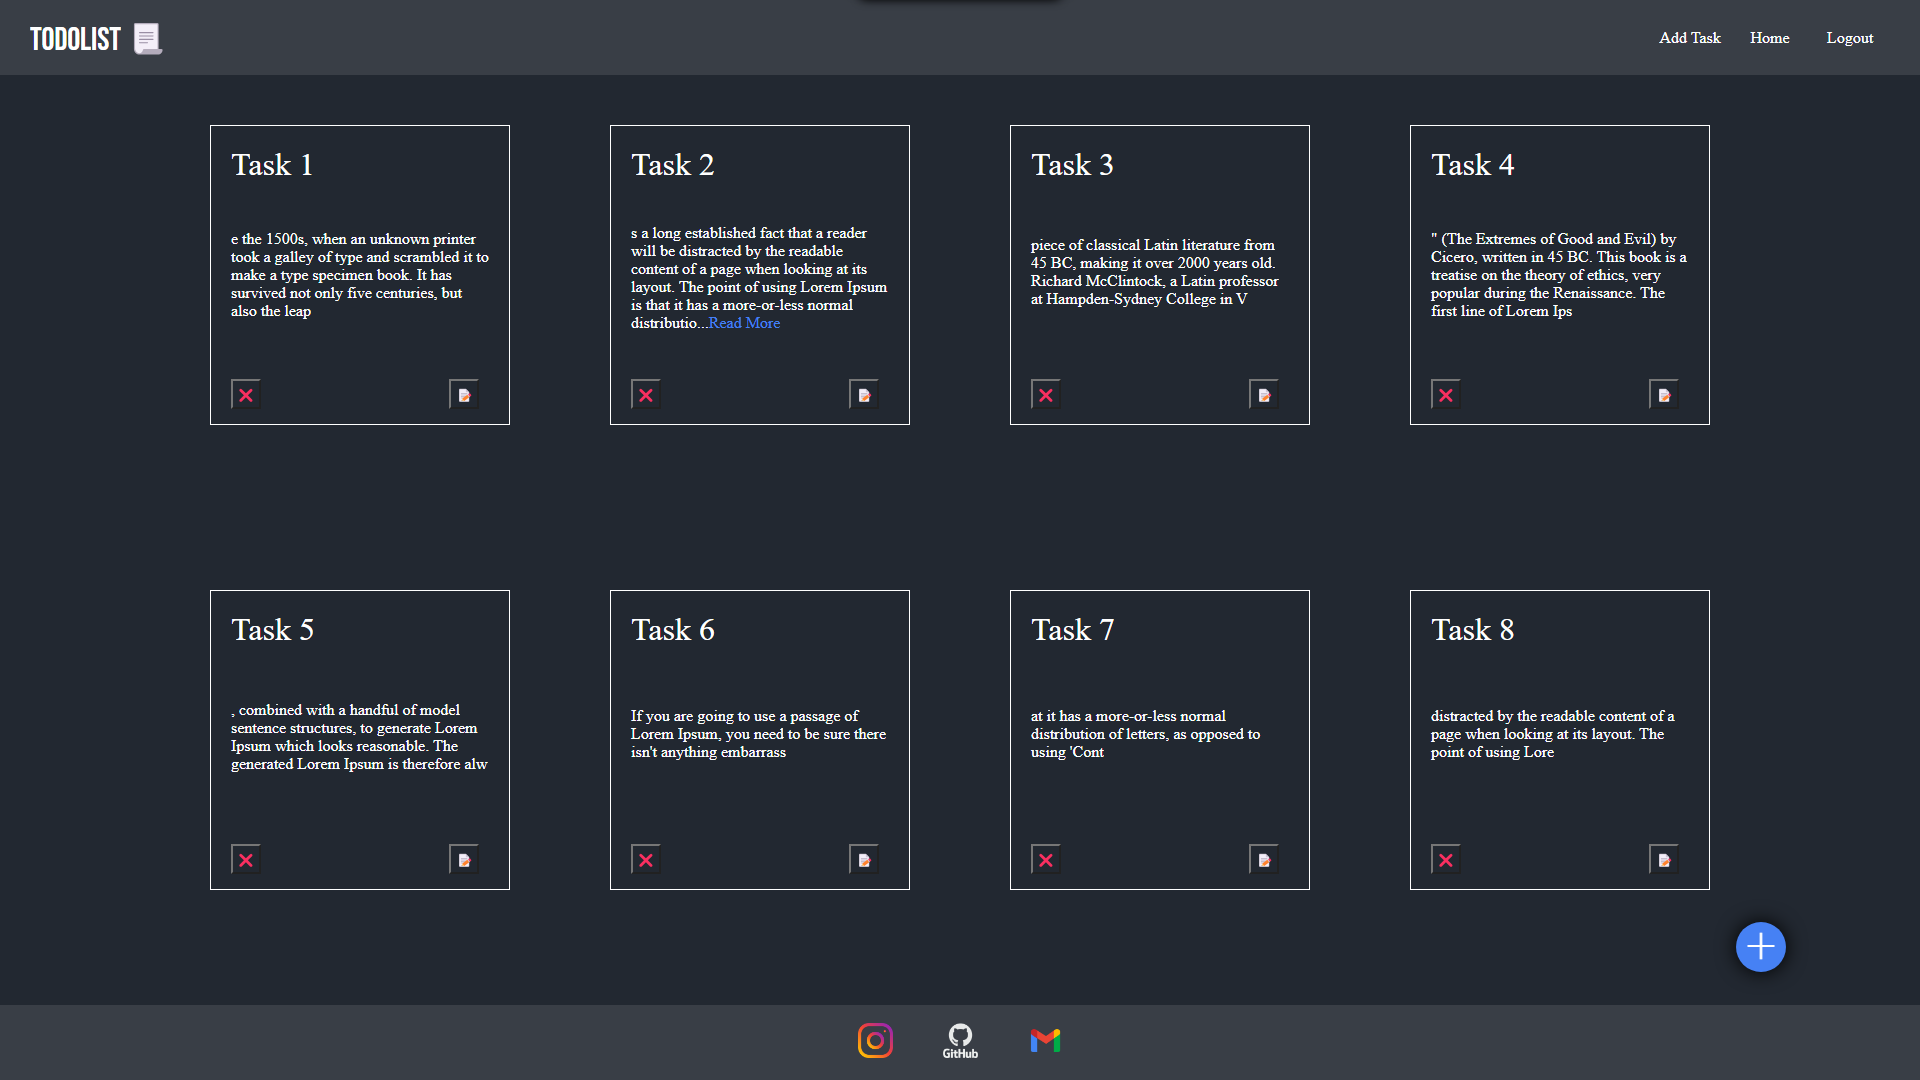 TODOLIST
Add Task
Home
Logout
Task 1
e the 1500s, when an unknown printer
took a galley of type and scrambled it to
make a type specimen book. It has
survived not only five centuries, but
also the leap
Task 2
s a long established fact that a reader
will be distracted by the readable
content of a page when looking at its
layout. The point of using Lorem Ipsum
is that it has a more-or-less normal
distributio...Read More
Task 3
piece of classical Latin literature from
45 BC, making it over 2000 years old.
Richard McClintock, a Latin professor
at Hampden-Sydney College in V
Task 4
" (The Extremes of Good and Evil) by
Cicero, written in 45 BC. This book is a
treatise on the theory of ethics, very
popular during the Renaissance. The
first line of Lorem Ips
Task 5
, combined with a handful of model
sentence structures, to generate Lorem
Ipsum which looks reasonable. The
generated Lorem Ipsum is therefore alw
Task 6
If you are going to use a passage of
Lorem Ipsum, you need to be sure there
isn't anything embarrass
Task 7
at it has a more-or-less normal
distribution of letters, as opposed to
using 'Cont
Task 8
distracted by the readable content of a
page when looking at its layout. The
point of using Lore
GitHub